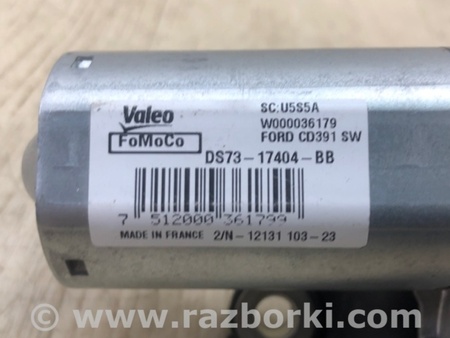 Valeo
FoMoCo
SC:U5S5A
W000036179
FORD CD391 SW
DS73-17404-BB
7 512000 361799
MADE IN FRANCE 2/N-12131 103-23
© www.razborki.com